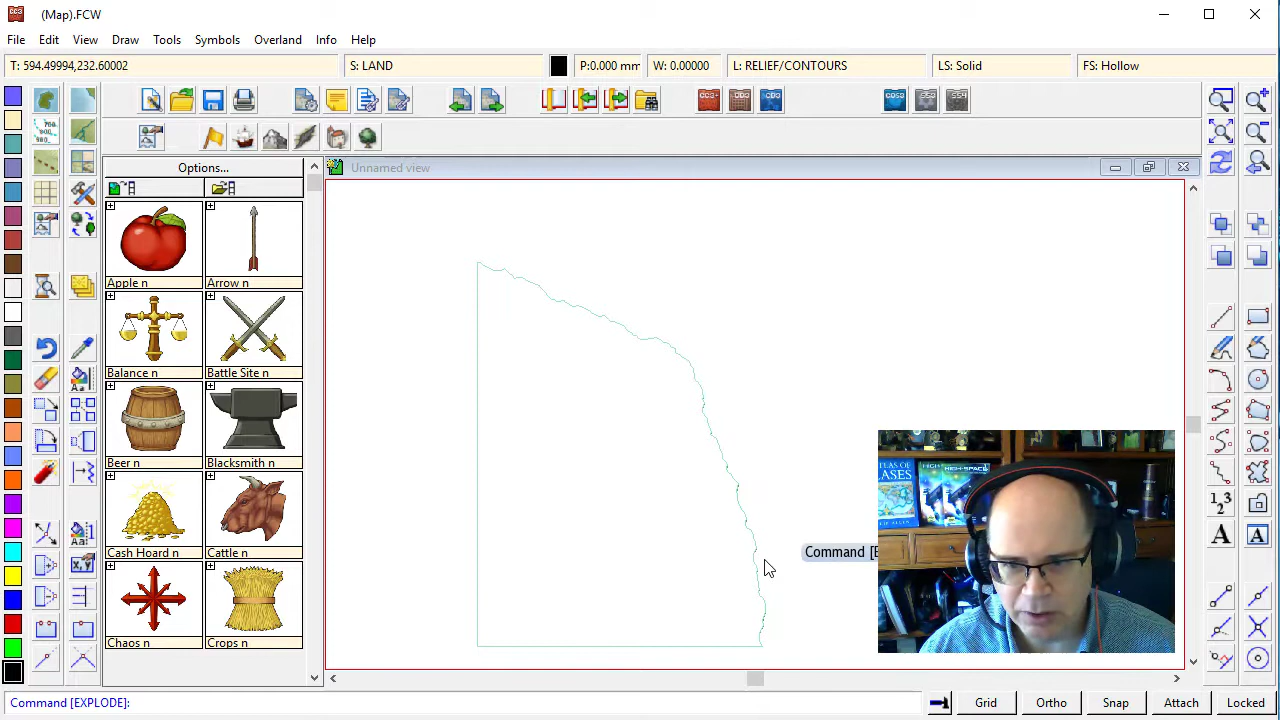 (Map).FCW
File Edit View Draw Tools Symbols Overland Info Help
T: 594.49994,232.60002 S: LAND P:0.000 mm W: 0.00000 L: RELIEF/CONTOURS LS: Solid FS: Hollow
Options...
Unnamed view
Apple n Arrow n
Balance n Battle Site n
Beer n Blacksmith n
Cash Hoard n Cattle n
Chaos n Crops n
Command [E
Command [EXPLODE]:
Grid Ortho Snap Attach Locked